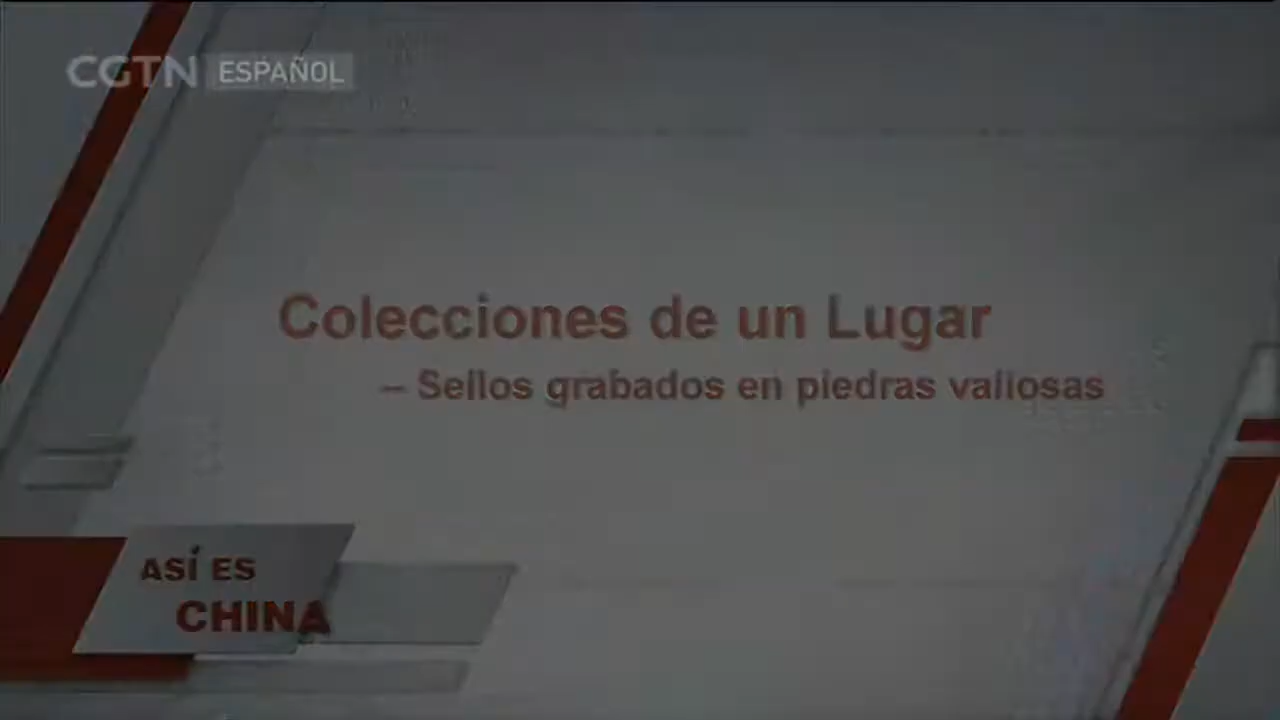 CGTN ESPAÑOL
Colecciones de un Lugar
– Sellos grabados en piedras valiosas
ASÍ ES
CHINA